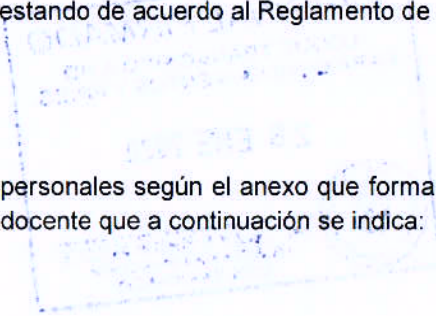 estando de acuerdo al Reglamento de
personales según el anexo que forma
docente que a continuación se indica: